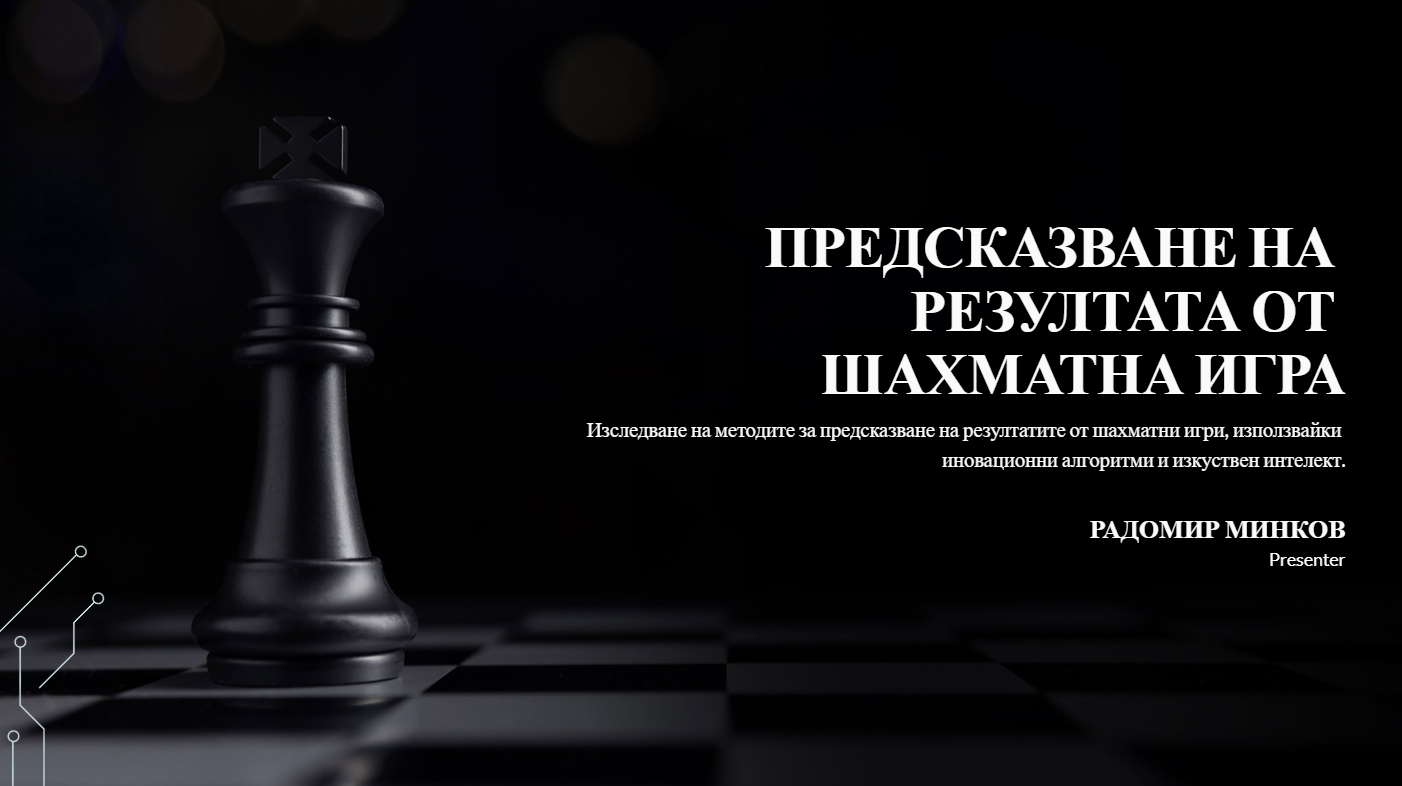 ПРЕДСКАЗВАНЕ НА
РЕЗУЛТАТА ОТ
ШАХМАТНА ИГРА
Изследване на методите за предсказване на резултатите от шахматни игри, използвайки
иновационни алгоритми и изкуствен интелект.
РАДОМИР МИНКОВ
Presenter